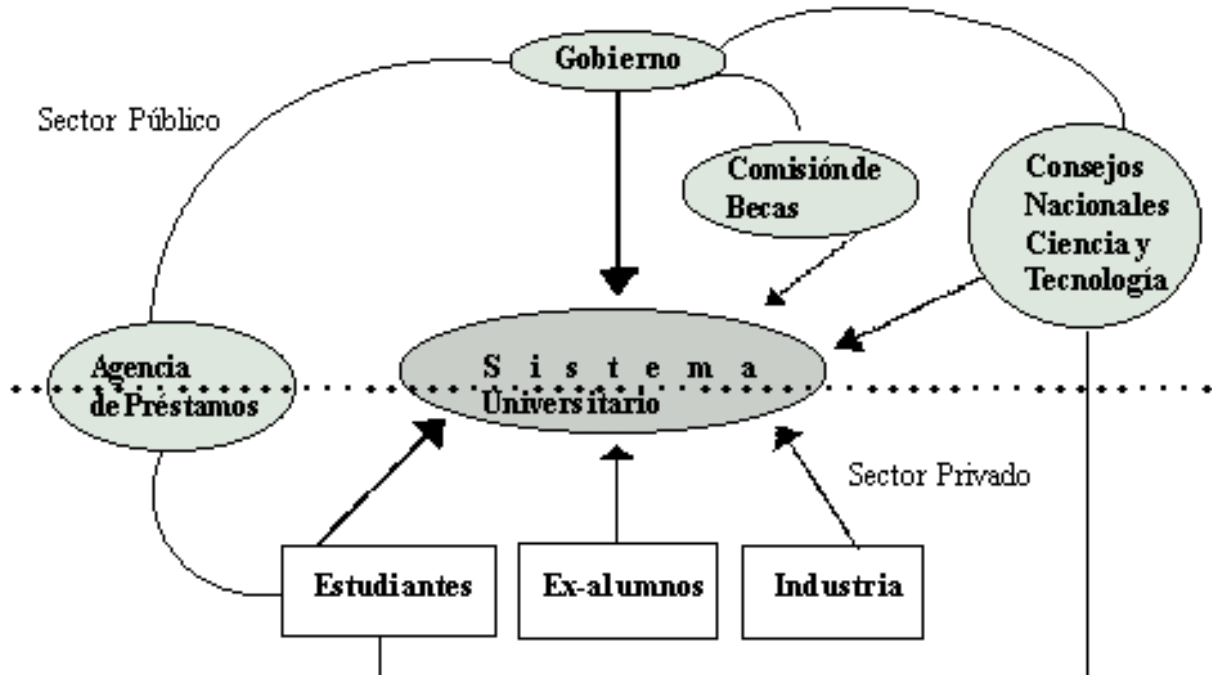 Gobierno
Sector Público
Comisión de
Becas
Consejos
Nacionales
Ciencia y
Tecnología
Agencia
de Préstamos
Sistema
Universitario
Sector Privado
Estudiantes
Ex-alumnos
Industria